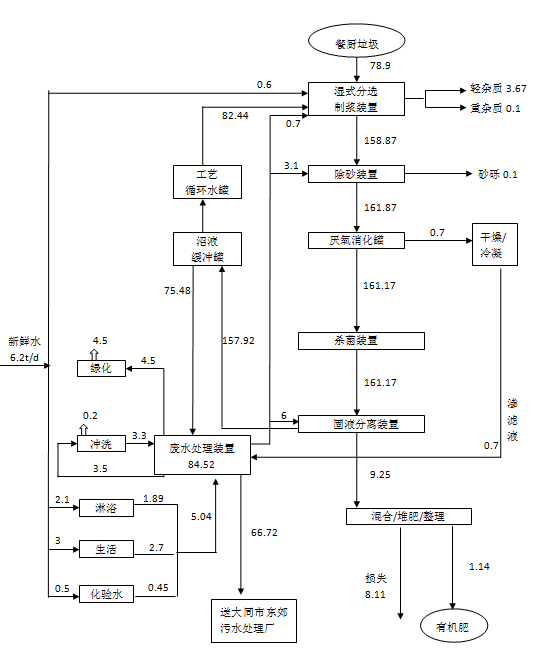 餐厨垃圾
78.9
0.6
湿式分选
制浆装置
轻杂质 3.67
重杂质 0.1
82.44
0.7
158.87
工艺
循环水罐
3.1
除砂装置
砂砾 0.1
161.87
沼液
缓冲罐
厌氧消化罐
0.7
干燥/
冷凝
75.48
161.17
157.92
新鲜水
6.2t/d
4.5
杀菌装置
绿化
4.5
161.17
0.2
6
固液分离装置
渗
滤
液
冲洗
3.3
废水处理装置
84.52
0.7
3.5
9.25
2.1
淋浴
1.89
5.04
混合/堆肥/整理
66.72
3
生活
2.7
1.14
损失
8.11
0.5
化验水
0.45
送大同市东郊
污水处理厂
有机肥